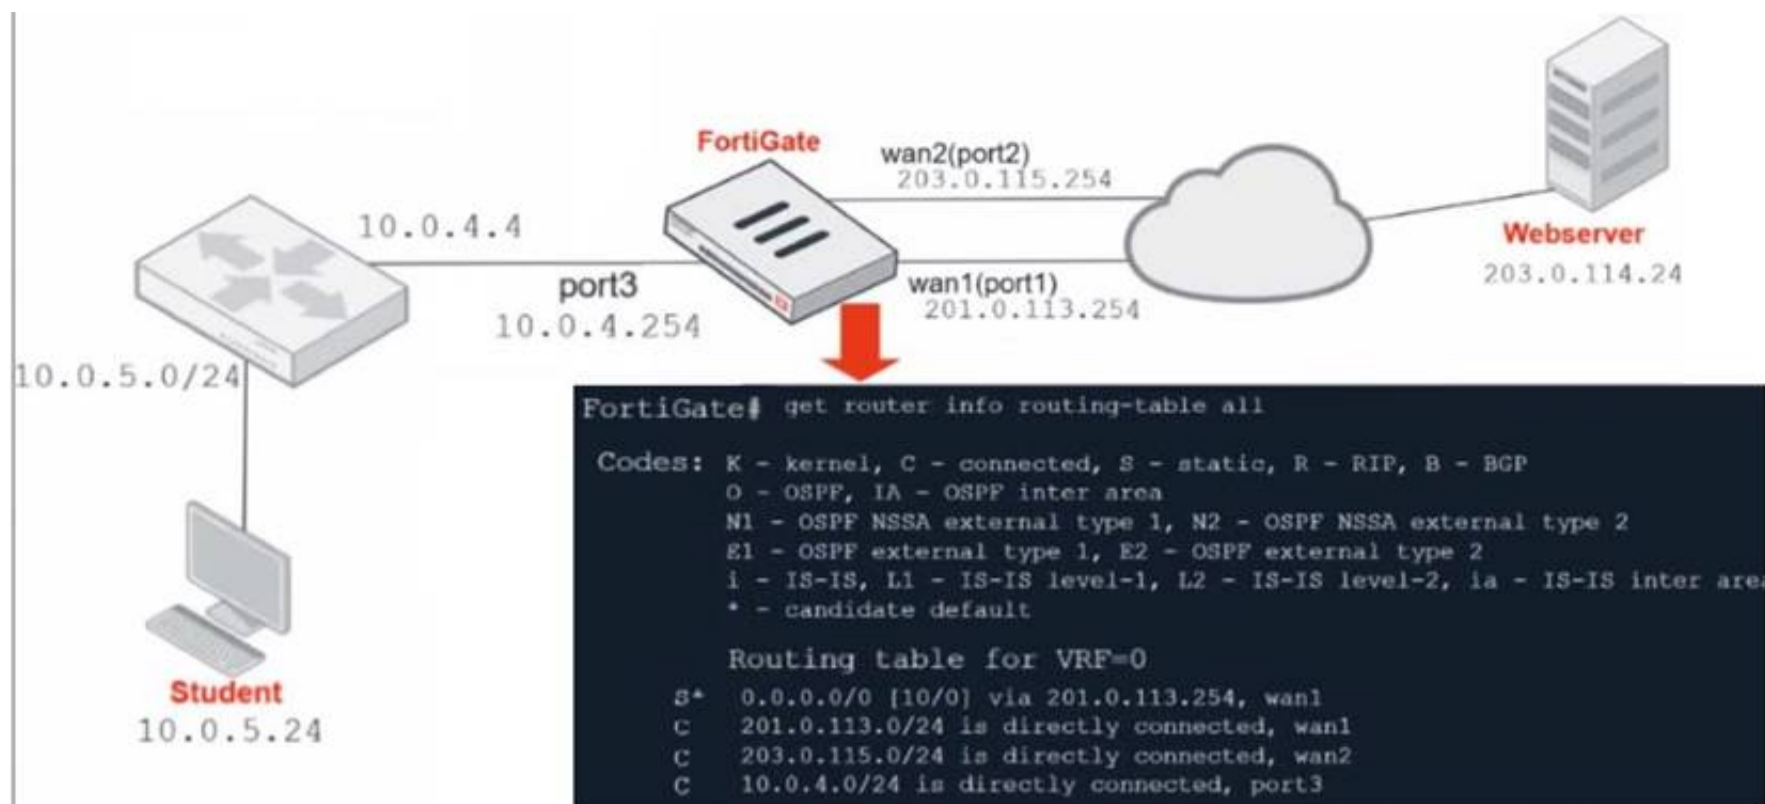 FortiGate
wan2(port2)
203.0.115.254
10.0.4.4
Webserver
203.0.114.24
port3
10.0.4.254
wan1(port1)
201.0.113.254
10.0.5.0/24
Student
10.0.5.24
FortiGate# get router info routing-table all
Codes: K - kernel, C - connected, S - static, R - RIP, B - BGP
O - OSPF, IA - OSPF inter area
N1 - OSPF NSSA external type 1, N2 - OSPF NSSA external type 2
E1 - OSPF external type 1, E2 - OSPF external type 2
i - IS-IS, L1 - IS-IS level-1, L2 - IS-IS level-2, ia - IS-IS inter area
* - candidate default
Routing table for VRF=0
S* 0.0.0.0/0 [10/0] via 201.0.113.254, wan1
C 201.0.113.0/24 is directly connected, wan1
C 203.0.115.0/24 is directly connected, wan2
C 10.0.4.0/24 is directly connected, port3